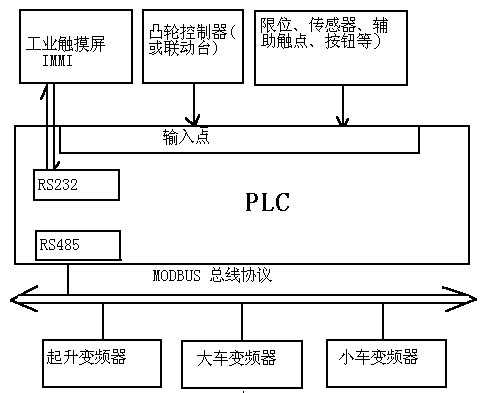 工业触摸屏
IMMI
凸轮控制器(
或联动台)
限位、传感器、辅
助触点、按钮等)
输入点
RS232
PLC
RS485
MODBUS 总线协议
起升变频器
大车变频器
小车变频器